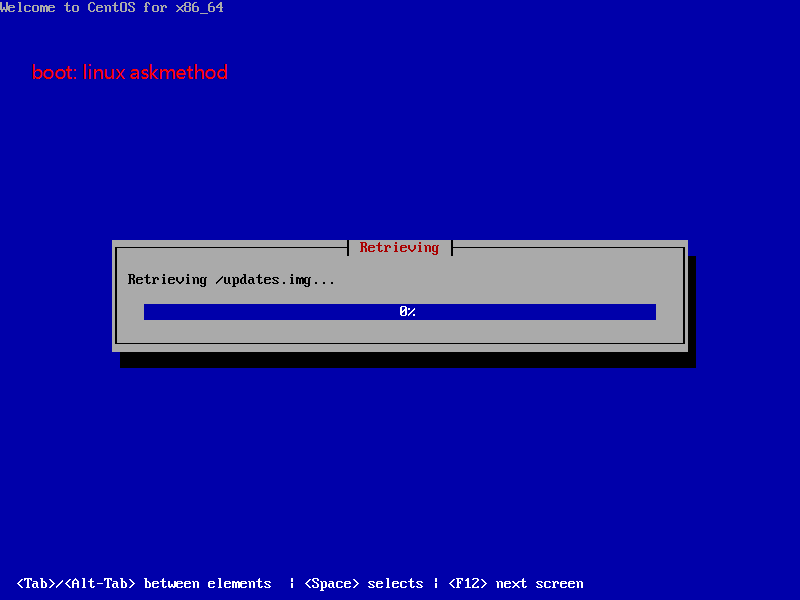 Welcome to CentOS for x86_64
boot: linux askmethod
Retrieving
Retrieving /updates.img...
0%
<Tab>/<Alt-Tab> between elements  | <Space> selects | <F12> next screen